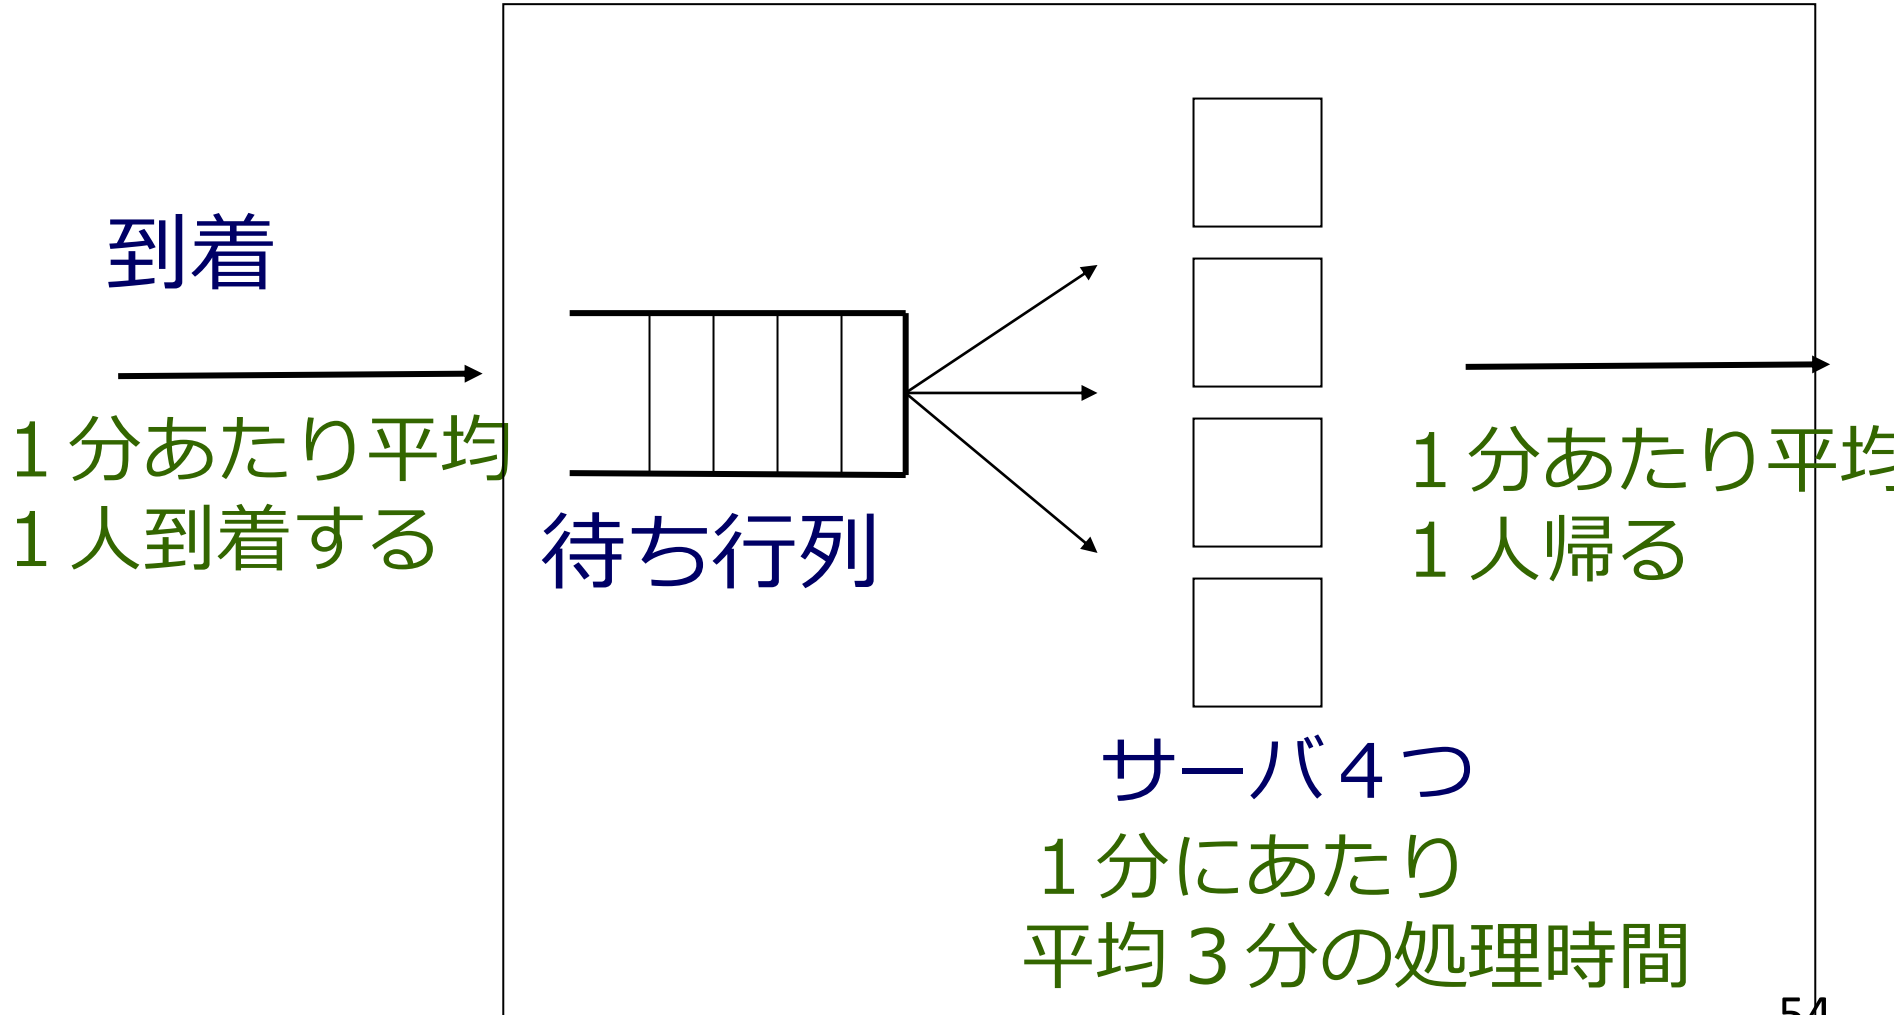 到着
１分あたり平均
１人到着する
待ち行列
サーバ４つ
１分にあたり
平均３分の処理時間
１分あたり平均
１人帰る
54